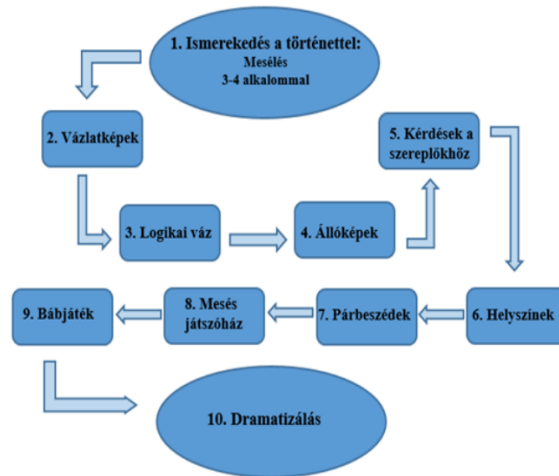 1. Ismerekedés a történettel:
Mesélés
3-4 alkalommal
2. Vázlatképek
3. Logikai váz
4. Állóképek
5. Kérdések a
szereplőkhöz
6. Helyszínek
7. Párbeszédek
8. Mesés
játszóház
9. Bábjáték
10. Dramatizálás